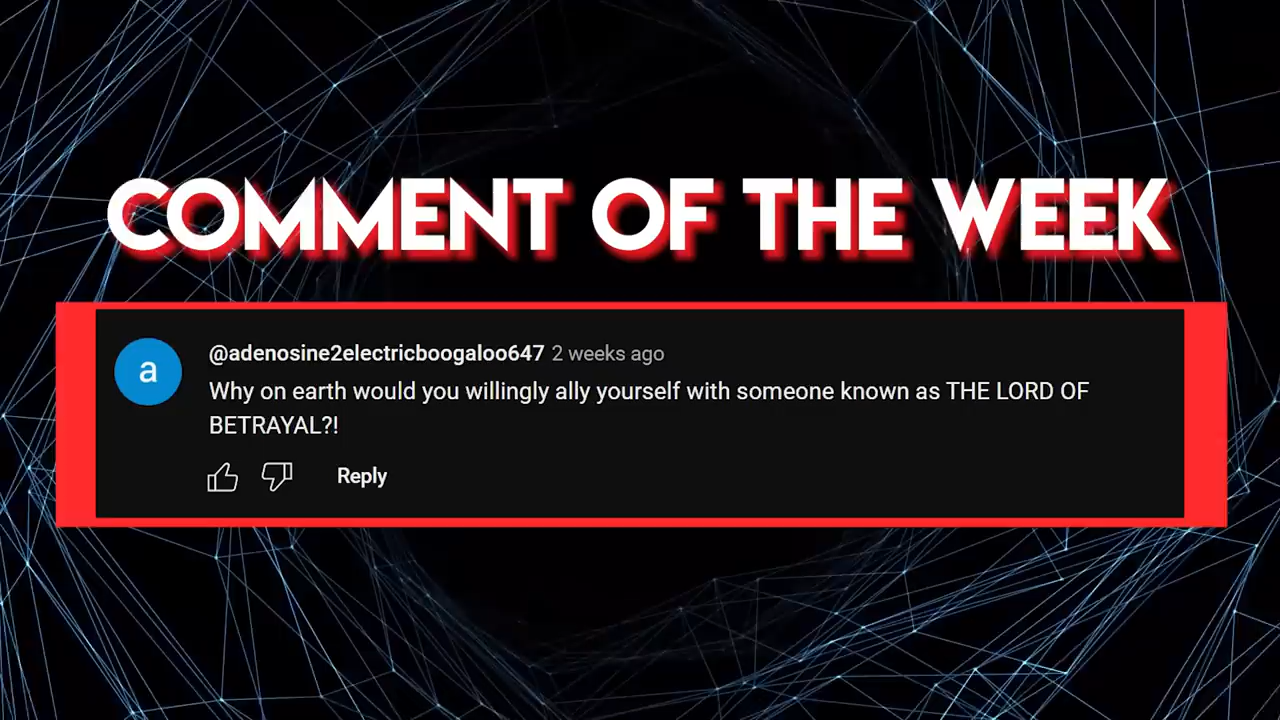 COMMENT OF THE WEEK
a
@adenosine2electricboogaloo647 2 weeks ago
Why on earth would you willingly ally yourself with someone known as THE LORD OF
BETRAYAL?!
Reply